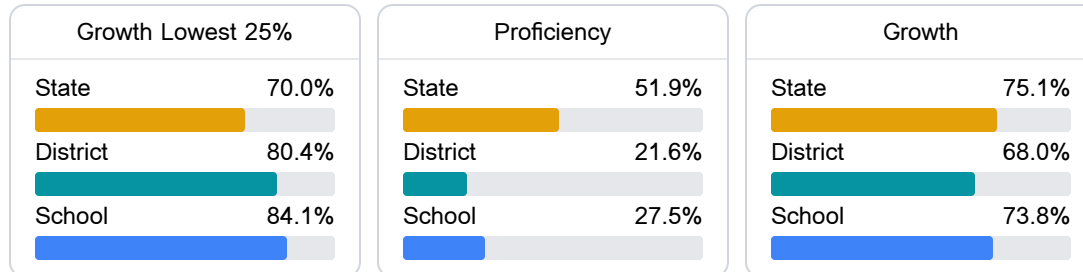 Growth Lowest 25%
State 70.0%
District 80.4%
School 84.1%
Proficiency
State 51.9%
District 21.6%
School 27.5%
Growth
State 75.1%
District 68.0%
School 73.8%